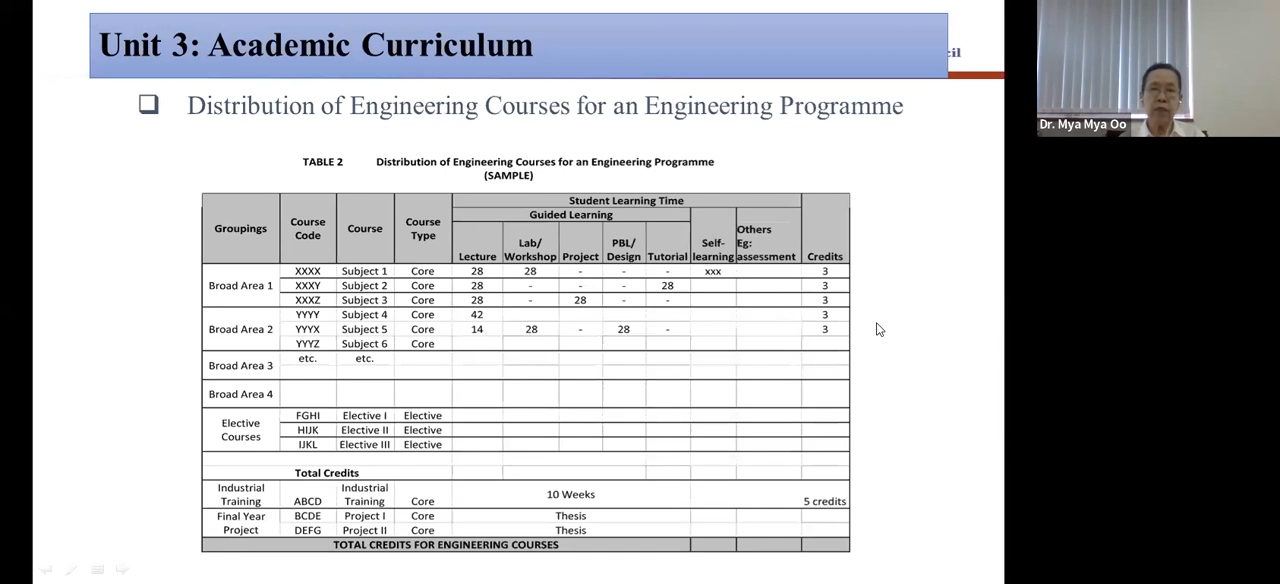 Unit 3: Academic Curriculum
cil
Dr. Mya Mya Oo
❑ Distribution of Engineering Courses for an Engineering Programme
TABLE 2 Distribution of Engineering Courses for an Engineering Programme
(SAMPLE)
Groupings Course Code Course Course Type Student Learning Time Credits
Guided Learning Self-learning Others Eg: assessment
Lecture Lab/ Workshop Project PBL/ Design Tutorial
Broad Area 1
XXXX Subject 1 Core 28 28 - - - xxx 3
XXXY Subject 2 Core 28 - - - 28 3
XXXZ Subject 3 Core 28 - 28 - - 3
Broad Area 2
YYYY Subject 4 Core 42 3
YYYX Subject 5 Core 14 28 - 28 - 3
YYYZ Subject 6 Core
Broad Area 3 etc. etc.
Broad Area 4
Elective Courses
FGHI Elective I Elective
HIJK Elective II Elective
IJKL Elective III Elective
Total Credits
Industrial Training ABCD Industrial Training Core 10 Weeks 5 credits
Final Year Project
BCDE Project I Core Thesis
DEFG Project II Core Thesis
TOTAL CREDITS FOR ENGINEERING COURSES